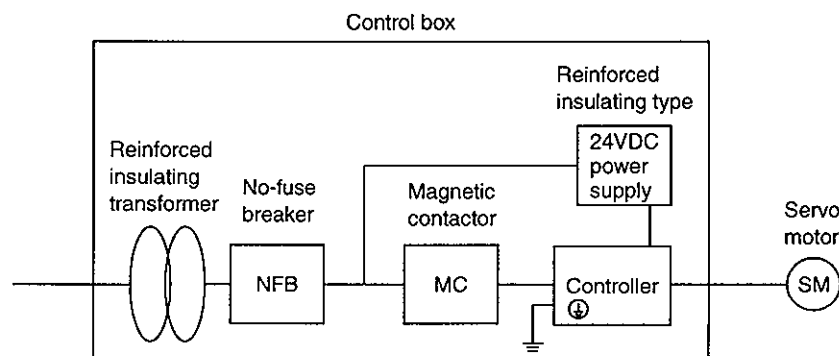 Control box
Reinforced
insulating type
24VDC
power
supply
Reinforced
insulating
transformer
No-fuse
breaker
Magnetic
contactor
Servo
motor
NFB
MC
Controller
SM